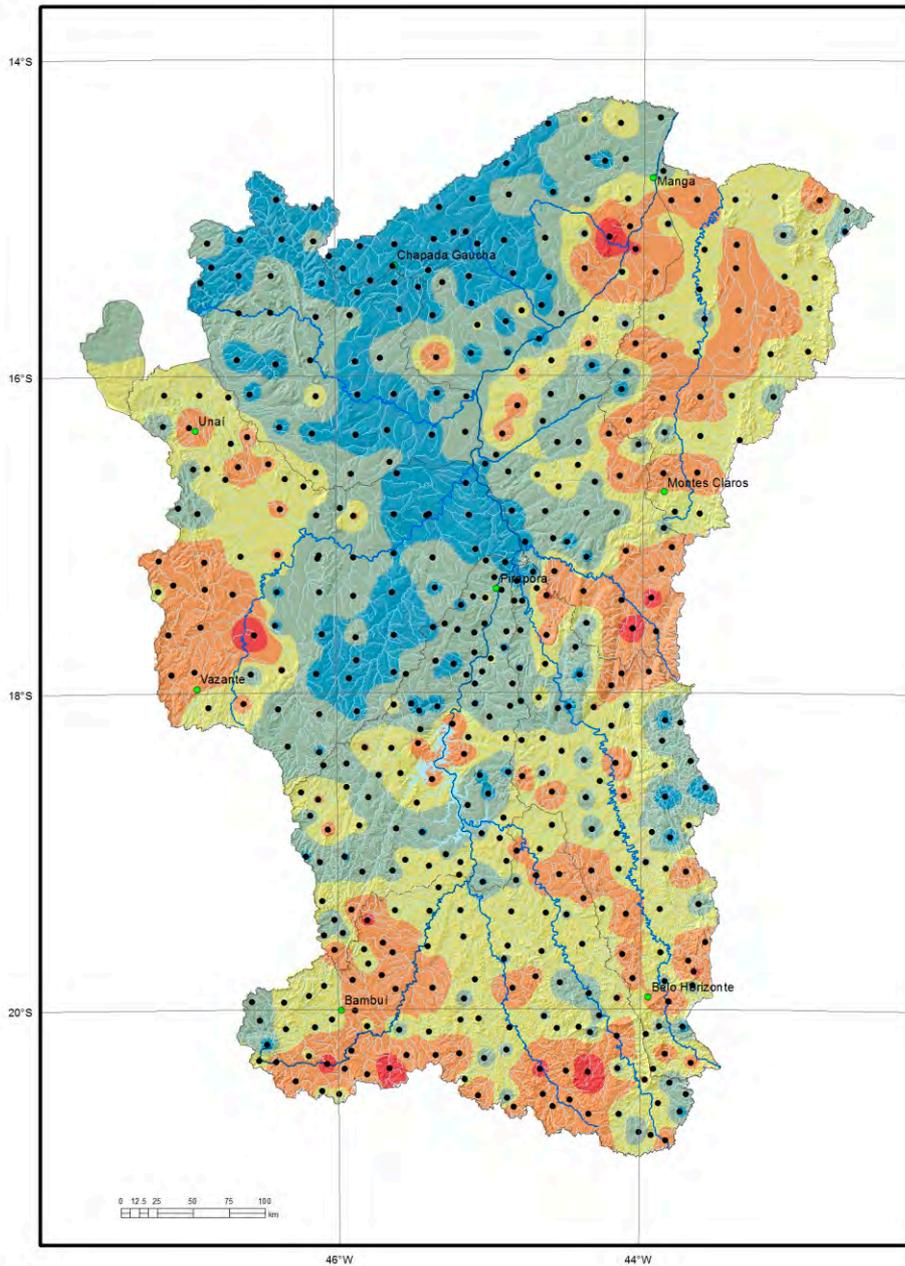 14°S
Manga
Chapada Gaúcha
16°S
Unaí
Montes Claros
Pirapora
Vazante
18°S
Belo Horizonte
Bambuí
20°S
0 12.5 25 50 75 100
km
46°W 44°W